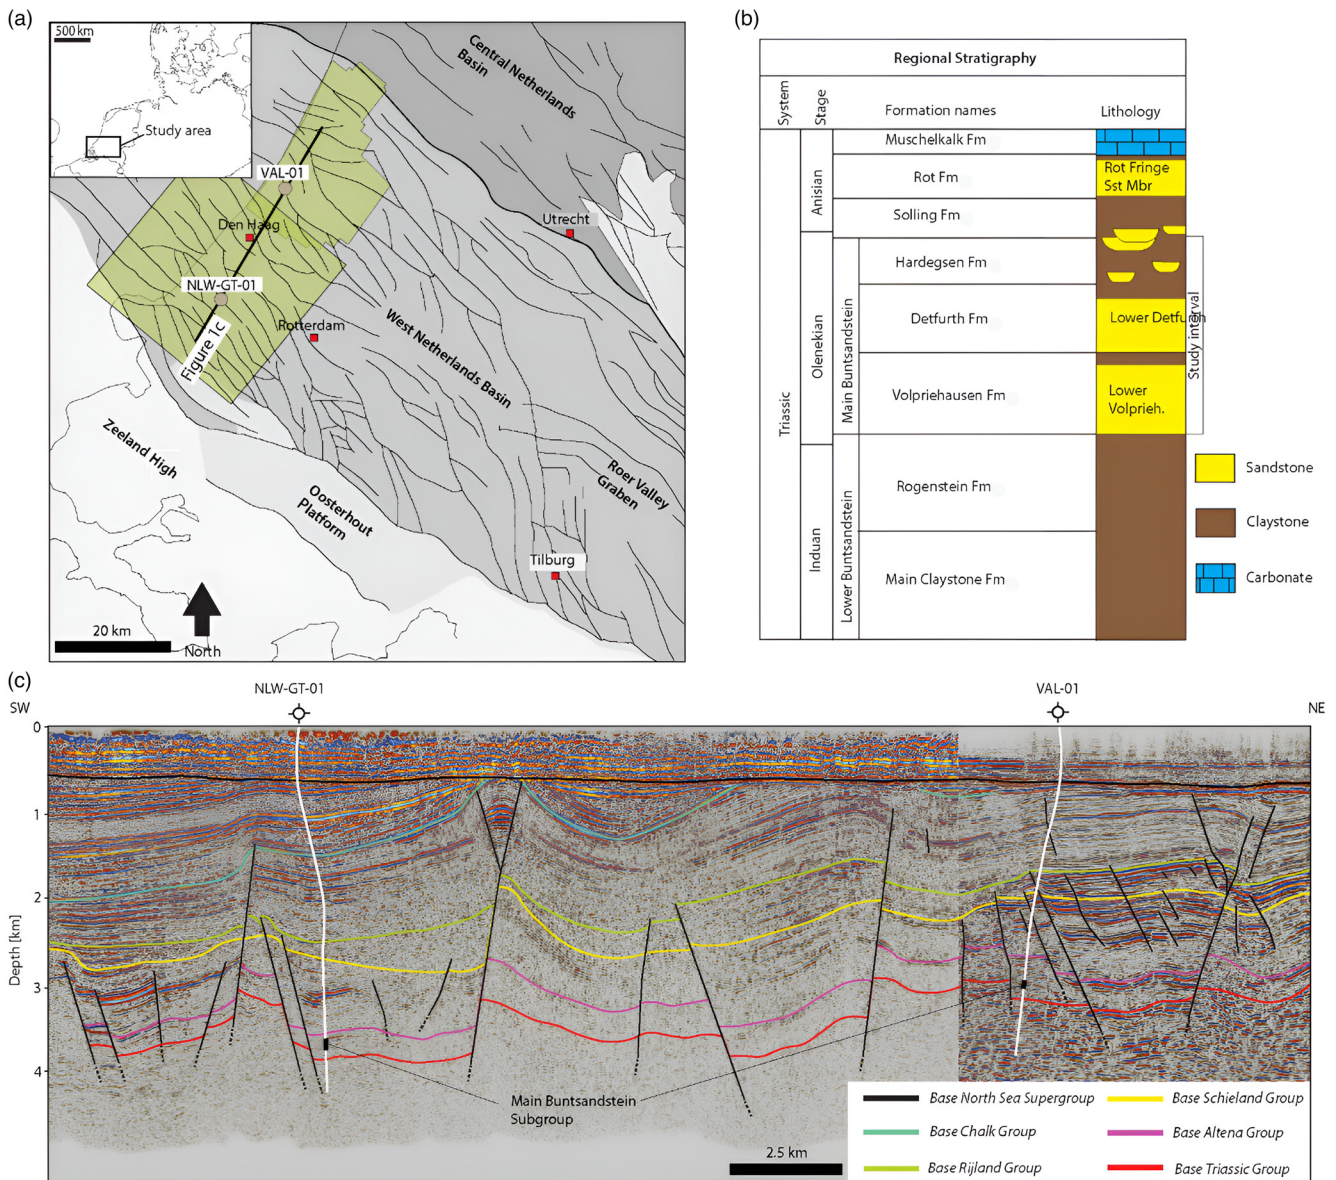 (a)
500 km
Study area
Central Netherlands
Basin
VAL-01
Den Haag
Utrecht
NLW-GT-01
Rotterdam
Figure 1c
West Netherlands Basin
Zeeland High
Oosterhout
Platform
Roer Valley
Graben
Tilburg
20 km
North
(b)
Regional Stratigraphy
System
Stage
Formation names
Lithology
Triassic
Anisian
Olenekian
Induan
Main Buntsandstein
Lower Buntsandstein
Muschelkalk Fm
Rot Fm
Rot Fringe
Sst Mbr
Solling Fm
Hardegsen Fm
Detfurth Fm
Lower Detfurth
Volpriehausen Fm
Lower
Volprieh.
Study interval
Rogenstein Fm
Main Claystone Fm
Sandstone
Claystone
Carbonate
(c)
NLW-GT-01
VAL-01
SW
NE
Depth [km]
0
1
2
3
4
Main Buntsandstein
Subgroup
2.5 km
Base North Sea Supergroup
Base Schieland Group
Base Chalk Group
Base Altena Group
Base Rijland Group
Base Triassic Group